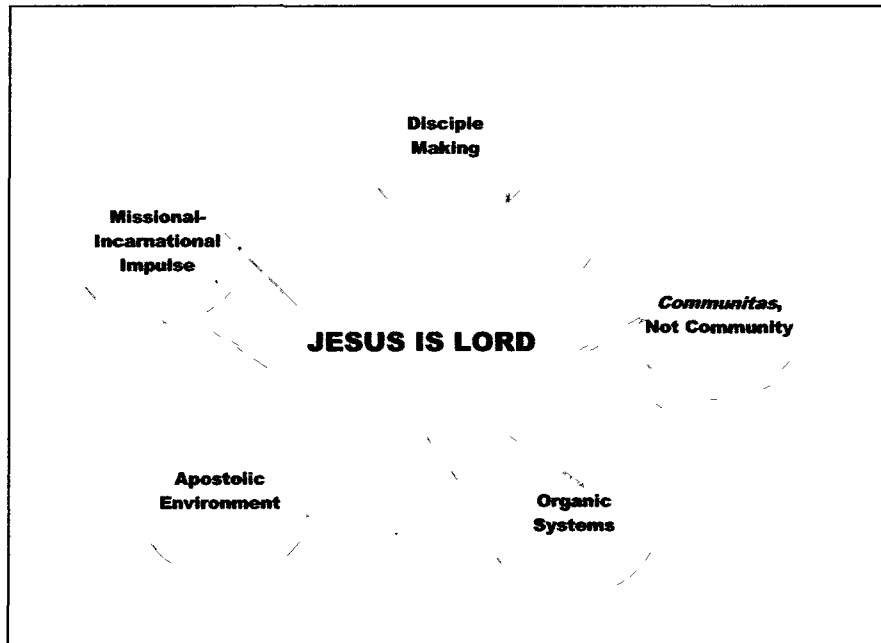 Disciple
Making
Missional-
Incarnational
Impulse
Communitas,
Not Community
JESUS IS LORD
Apostolic
Environment
Organic
Systems